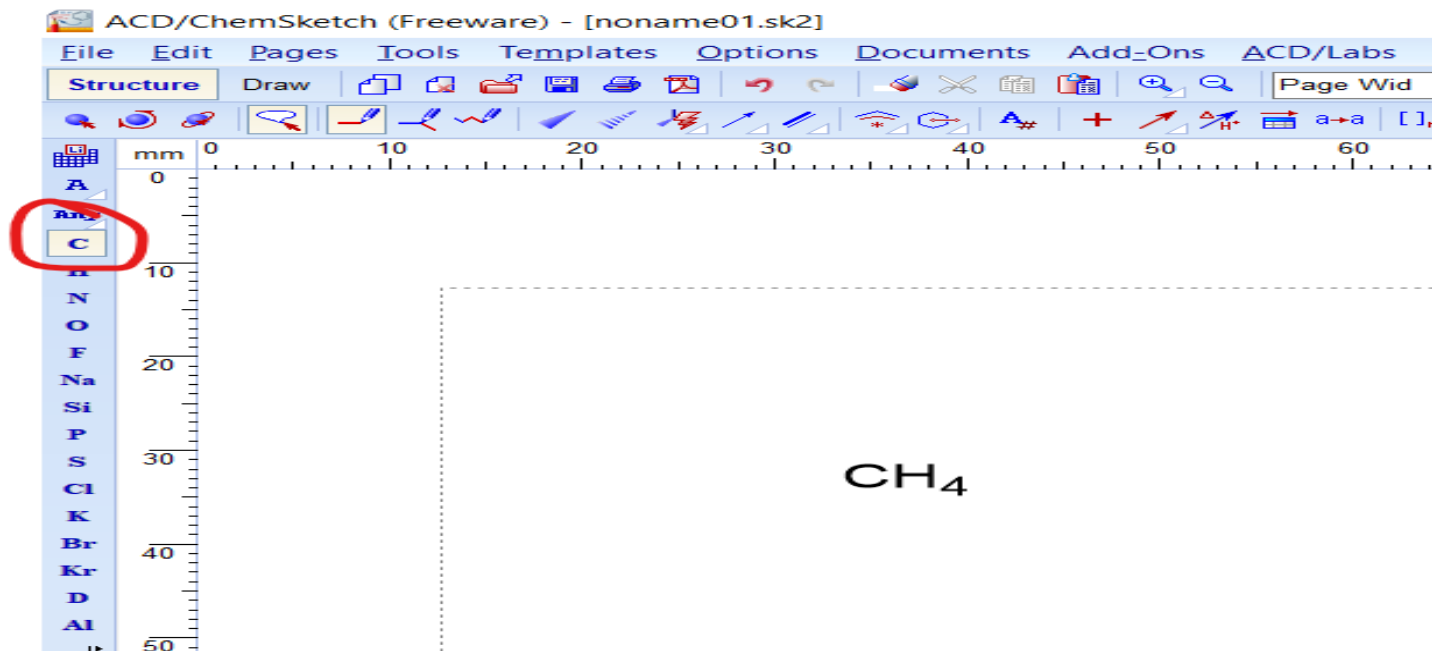 ACD/ChemSketch (Freeware) - [noname01.sk2]
File Edit Pages Tools Templates Options Documents Add-Ons ACD/Labs
Structure Draw Page Wid
A# H+ a→a [ ]n
Li mm 0 10 20 30 40 50 60
0
A
Any
C
H 10
N
O
F
20
Na
Si
P
S 30
CH₄
Cl
K
Br
40
Kr
D
Al
50